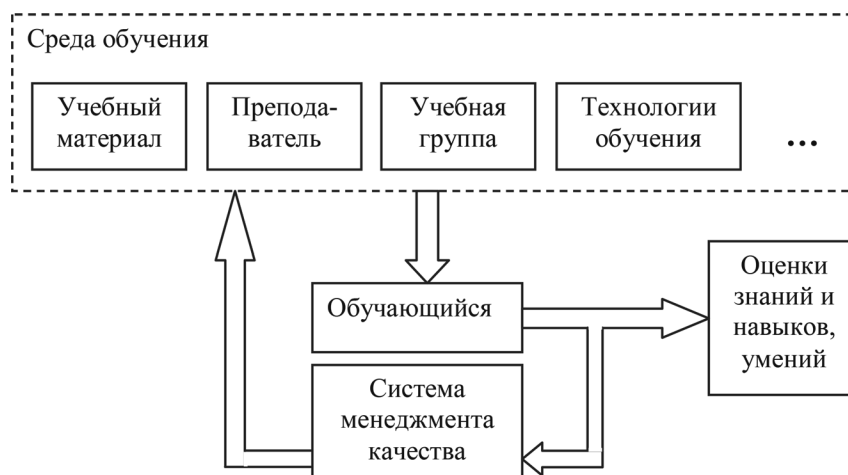 Среда обучения
Учебный
материал
Препода-
ватель
Учебная
группа
Технологии
обучения
...
Обучающийся
Оценки
знаний и
навыков,
умений
Система
менеджмента
качества